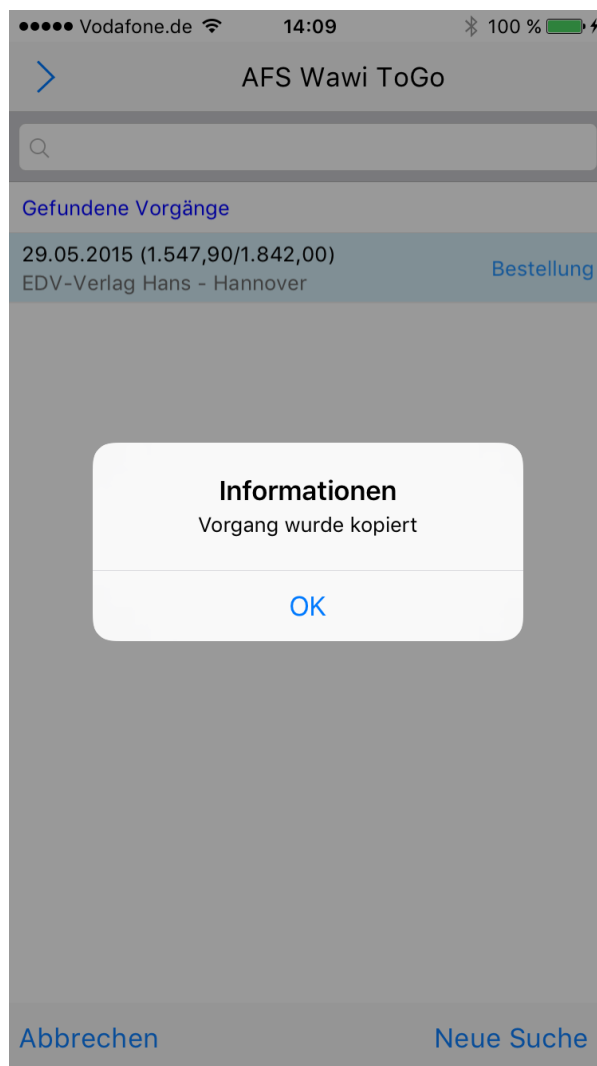 Vodafone.de 14:09 100 %
AFS Wawi ToGo
Gefundene Vorgänge
29.05.2015 (1.547,90/1.842,00)
EDV-Verlag Hans - Hannover
Bestellung
Informationen
Vorgang wurde kopiert
OK
Abbrechen Neue Suche